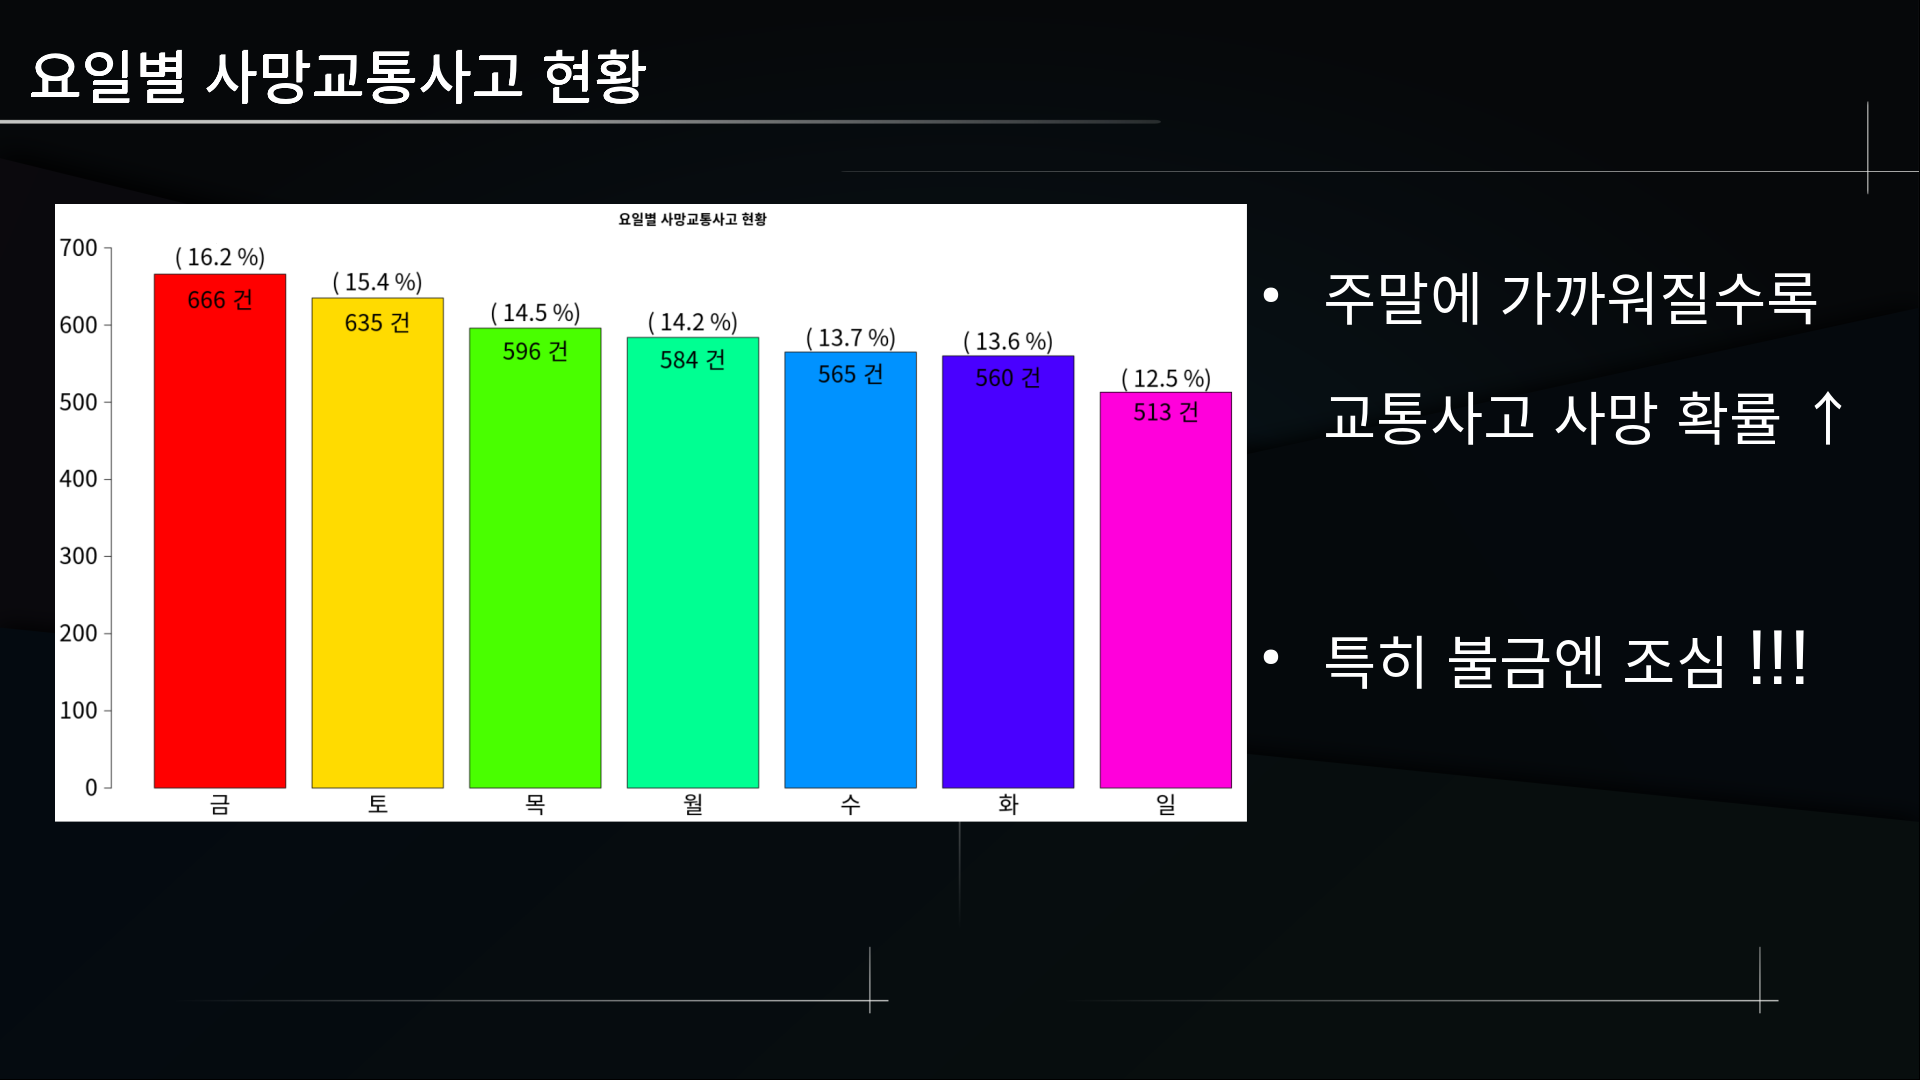 요일별 사망교통사고 현황
요일별 사망교통사고 현황
700
600
500
400
300
200
100
0
( 16.2 %)
666 건
( 15.4 %)
635 건
( 14.5 %)
596 건
( 14.2 %)
584 건
( 13.7 %)
565 건
( 13.6 %)
560 건
( 12.5 %)
513 건
금 토 목 월 수 화 일
• 주말에 가까워질수록
교통사고 사망 확률 ↑
• 특히 불금엔 조심 !!!